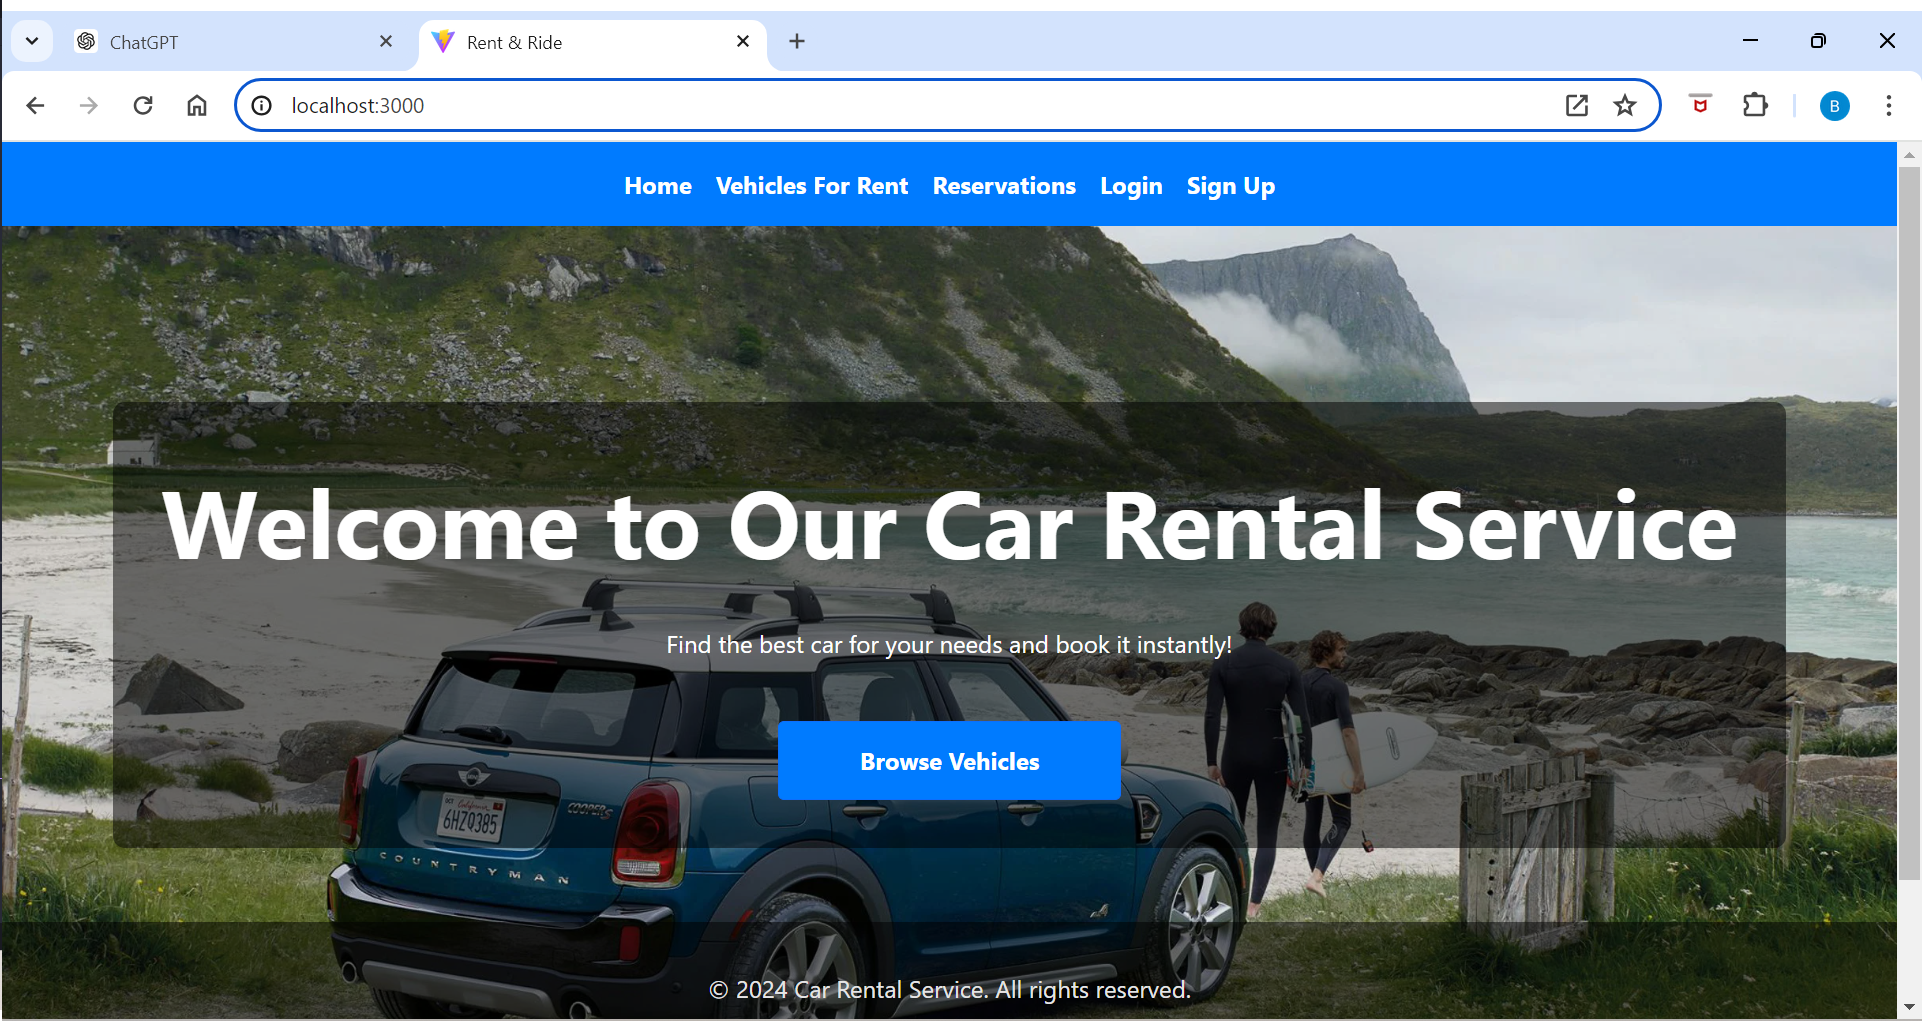 ChatGPT
Rent & Ride
localhost:3000
B
Home Vehicles For Rent Reservations Login Sign Up
Welcome to Our Car Rental Service
Find the best car for your needs and book it instantly!
Browse Vehicles
COOPER S
California
6HZQ385
COUNTRYMAN
© 2024 Car Rental Service. All rights reserved.